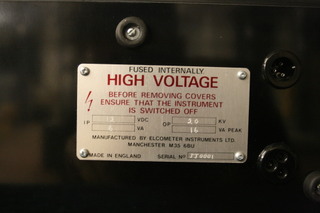 FUSED INTERNALLY
HIGH VOLTAGE
BEFORE REMOVING COVERS
ENSURE THAT THE INSTRUMENT
IS SWITCHED OFF
IP VDC OP KV
VA 16 VA PEAK
MANUFACTURED BY ELCOMETER INSTRUMENTS LTD.
MANCHESTER M35 6BU
MADE IN ENGLAND SERIAL No